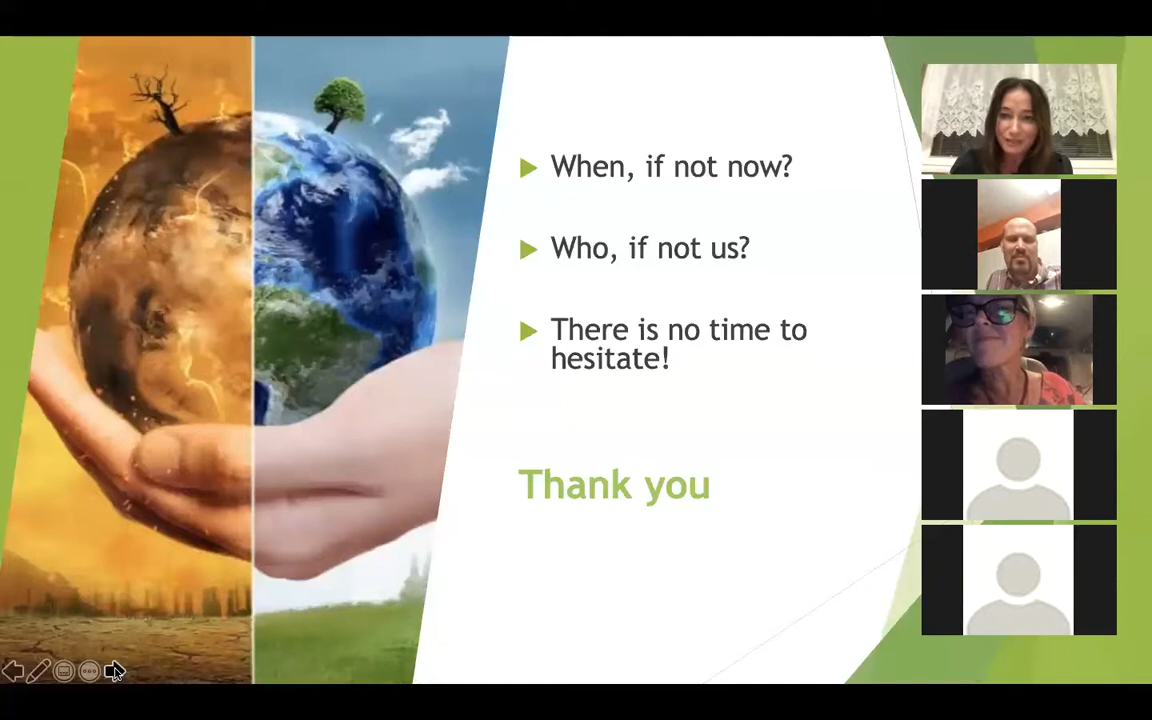 When, if not now?
Who, if not us?
There is no time to
hesitate!
Thank you